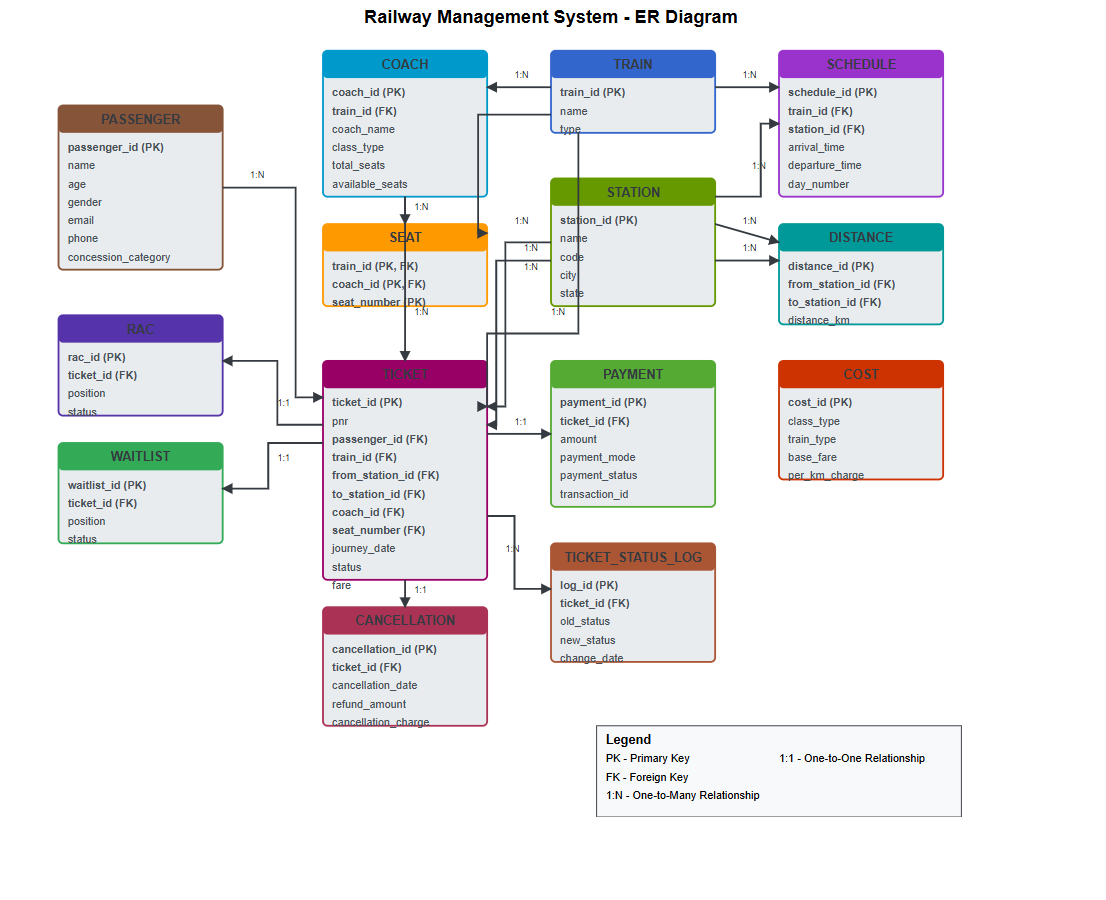 Railway Management System - ER Diagram
COACH
coach_id (PK)
train_id (FK)
coach_name
class_type
total_seats
available_seats
1:N
TRAIN
train_id (PK)
name
type
1:N
SCHEDULE
schedule_id (PK)
train_id (FK)
station_id (FK)
arrival_time
departure_time
day_number
PASSENGER
passenger_id (PK)
name
age
gender
email
phone
concession_category
1:N
1:N
SEAT
train_id (PK, FK)
coach_id (PK, FK)
seat_number (PK)
1:N
1:N
1:N
1:N
STATION
station_id (PK)
name
code
city
state
1:N
1:N
1:N
1:N
DISTANCE
distance_id (PK)
from_station_id (FK)
to_station_id (FK)
distance_km
RAC
rac_id (PK)
ticket_id (FK)
position
status
1:1
WAITLIST
waitlist_id (PK)
ticket_id (FK)
position
status
1:1
TICKET
ticket_id (PK)
pnr
passenger_id (FK)
train_id (FK)
from_station_id (FK)
to_station_id (FK)
coach_id (FK)
seat_number (FK)
journey_date
status
fare
1:1
PAYMENT
payment_id (PK)
ticket_id (FK)
amount
payment_mode
payment_status
transaction_id
COST
cost_id (PK)
class_type
train_type
base_fare
per_km_charge
1:N
TICKET_STATUS_LOG
log_id (PK)
ticket_id (FK)
old_status
new_status
change_date
1:1
CANCELLATION
cancellation_id (PK)
ticket_id (FK)
cancellation_date
refund_amount
cancellation_charge
Legend
PK - Primary Key
1:1 - One-to-One Relationship
FK - Foreign Key
1:N - One-to-Many Relationship